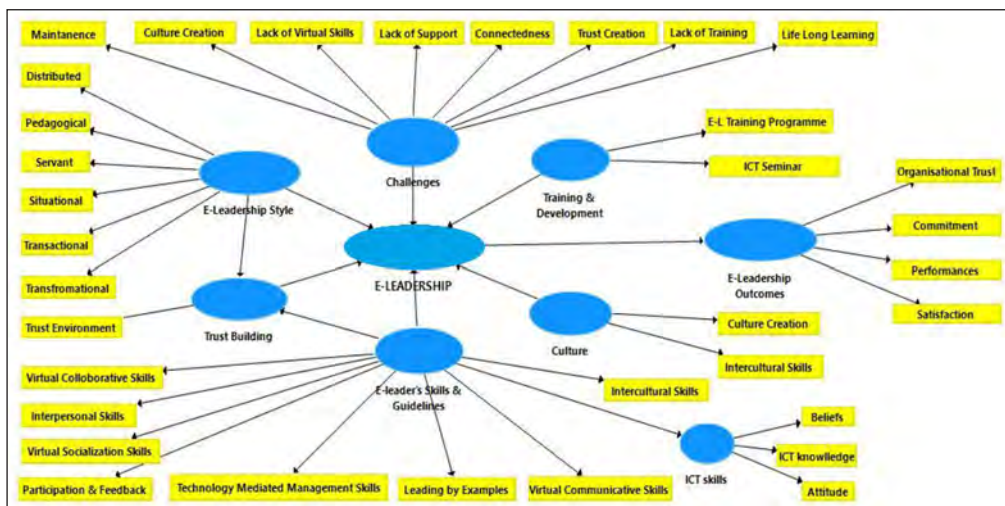 Maintanence
Culture Creation
Lack of Virtual Skills
Lack of Support
Connectedness
Trust Creation
Lack of Training
Life Long Learning
Distributed
Pedagogical
Servant
Situational
Transactional
Transfromational
Trust Environment
E-Leadership Style
Challenges
Training &
Development
E-L Training Programme
ICT Seminar
Organisational Trust
Commitment
Performances
Satisfaction
E-Leadership
Outcomes
E-LEADERSHIP
Trust Building
Culture
Culture Creation
Intercultural Skills
E-leader's Skills &
Guidelines
Intercultural Skills
Virtual Colloborative Skills
Interpersonal Skills
Virtual Socialization Skills
Participation & Feedback
Technology Mediated Management Skills
Leading by Examples
Virtual Communicative Skills
ICT skills
Beliefs
ICT knowlledge
Attitude